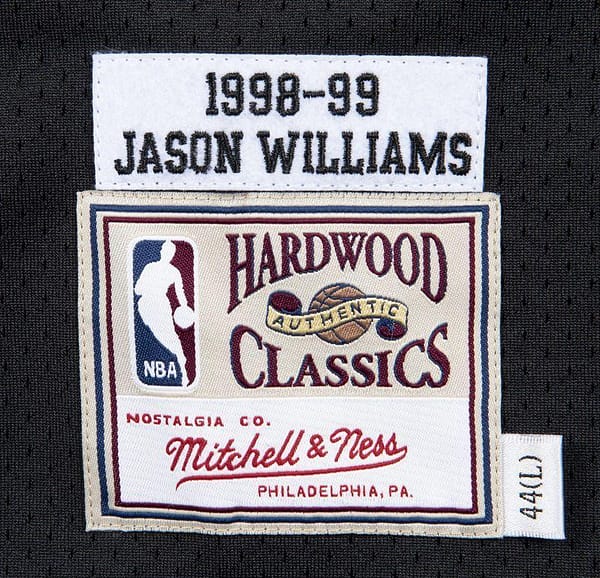 1998-99
JASON WILLIAMS
HARDWOOD
AUTHENTIC
CLASSICS
NBA
NOSTALGIA CO.
Mitchell & Ness
PHILADELPHIA, PA.
44(L)